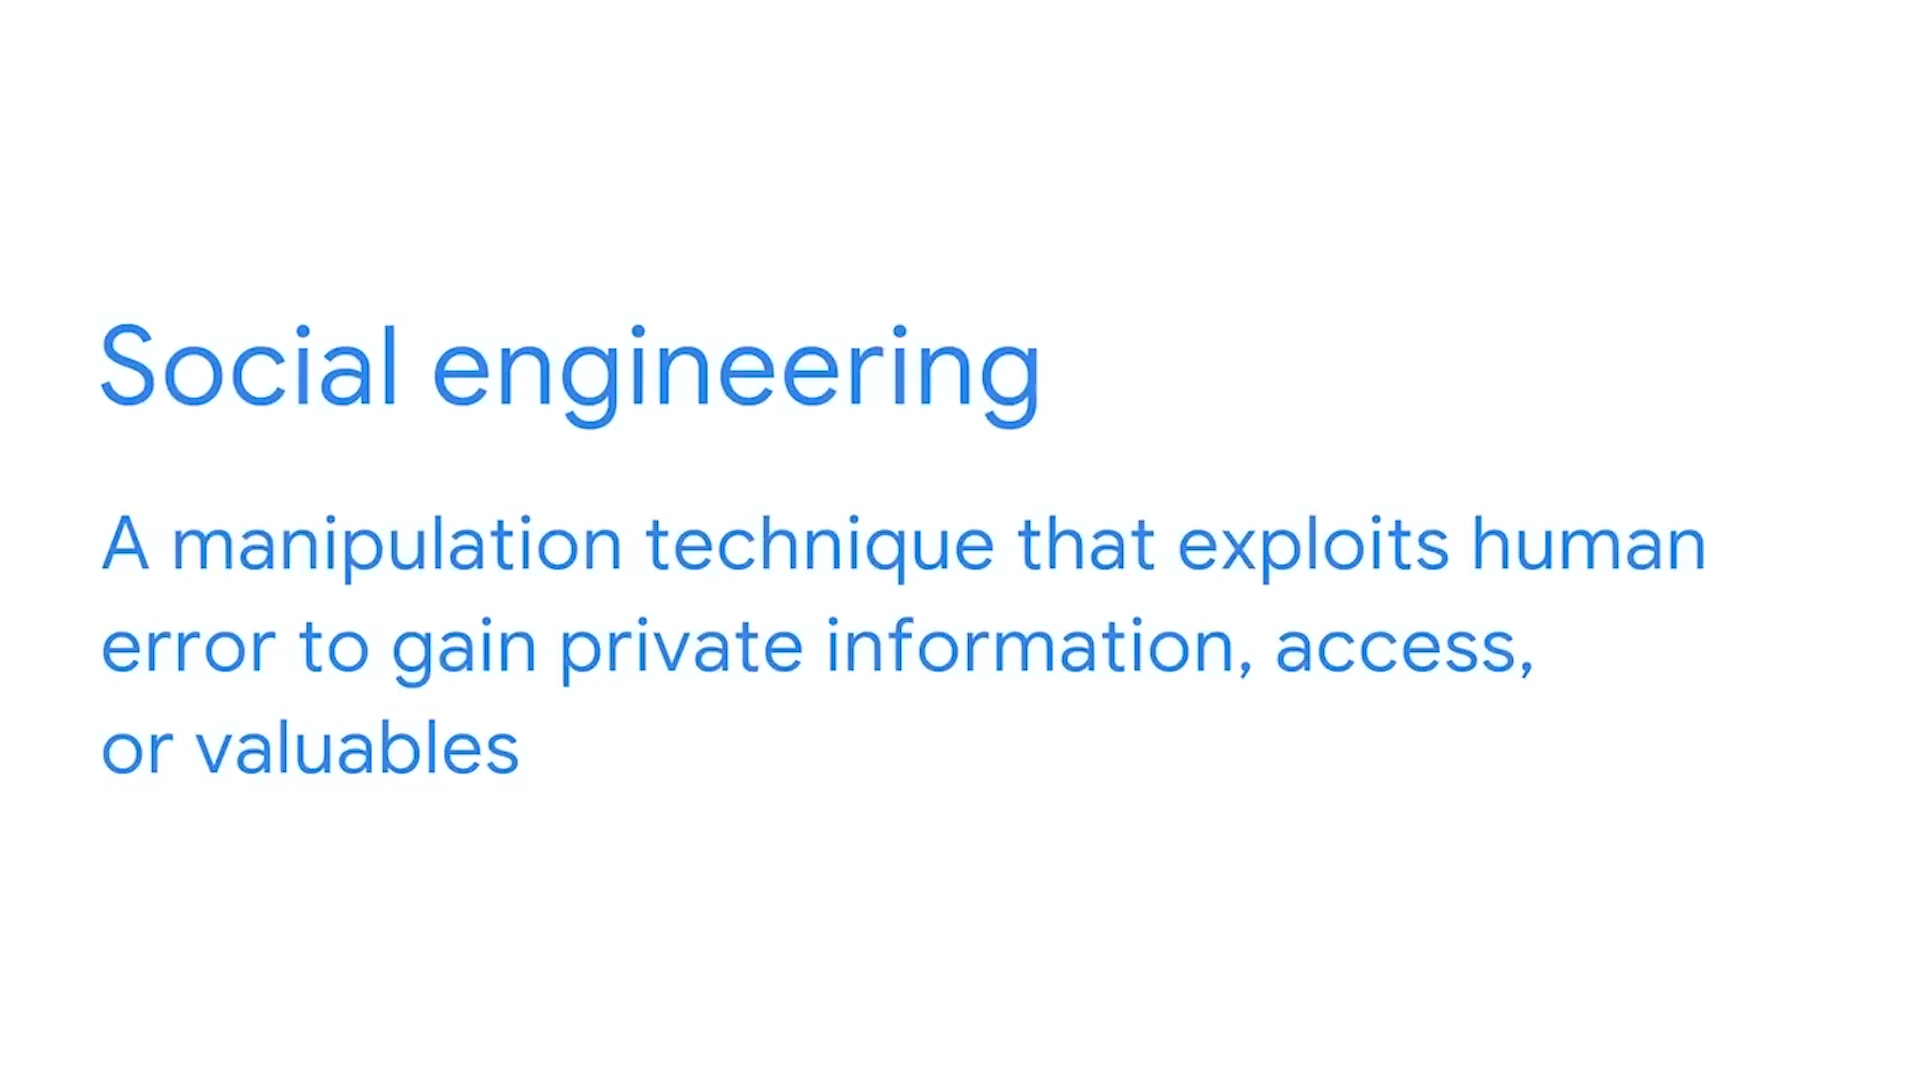 Social engineering
A manipulation technique that exploits human
error to gain private information, access,
or valuables